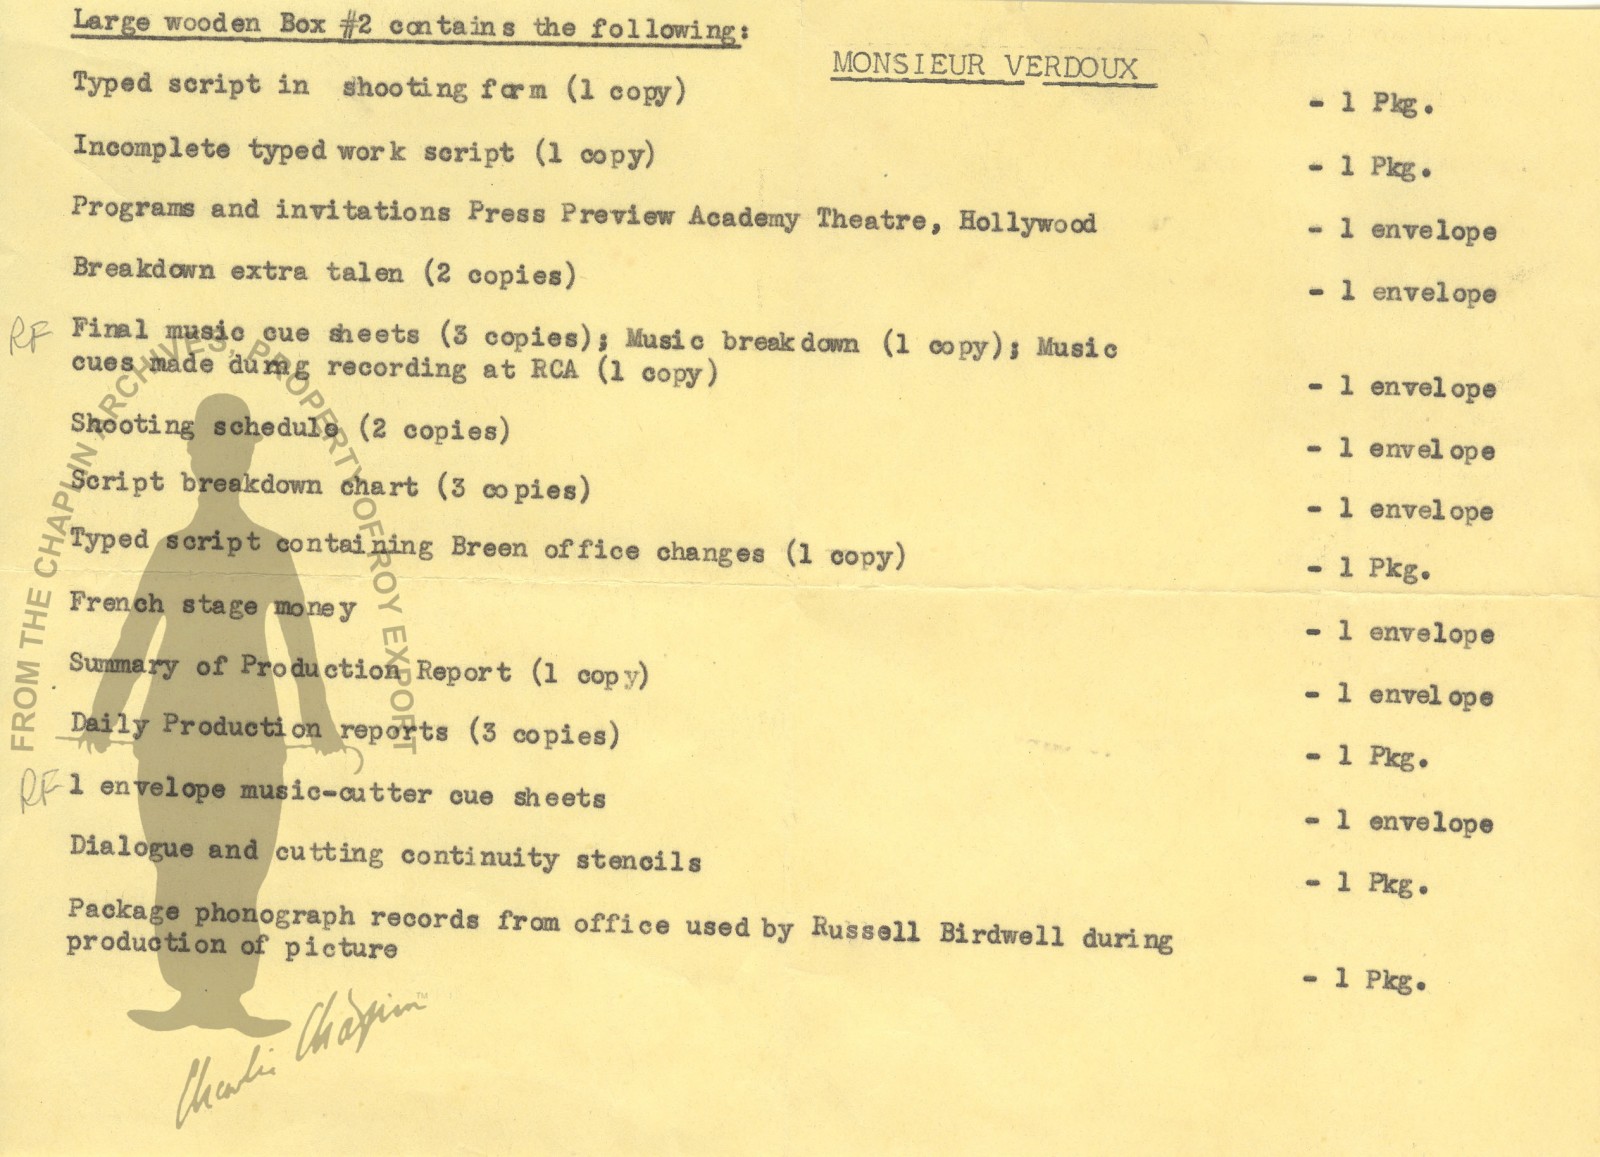 Large wooden Box #2 contains the following:
MONSIEUR VERDOUX
Typed script in shooting form (1 copy) - 1 Pkg.
Incomplete typed work script (1 copy) - 1 Pkg.
Programs and invitations Press Preview Academy Theatre, Hollywood - 1 envelope
Breakdown extra talen (2 copies) - 1 envelope
RF Final music cue sheets (3 copies); Music breakdown (1 copy); Music
cues made durng recording at RCA (1 copy) - 1 envelope
Shooting schedule (2 copies) - 1 envelope
Script breakdown chart (3 copies) - 1 envelope
Typed script containing Breen office changes (1 copy) - 1 Pkg.
French stage money - 1 envelope
Summary of Production Report (1 copy) - 1 envelope
Daily Production reports (3 copies) - 1 Pkg.
RF 1 envelope music-cutter cue sheets - 1 envelope
Dialogue and cutting continuity stencils - 1 Pkg.
Package phonograph records from office used by Russell Birdwell during
production of picture - 1 Pkg.
FROM THE CHAPLIN ARCHIVES, PROPERTY OF ROY EXPORT
Charlie Chaplin™